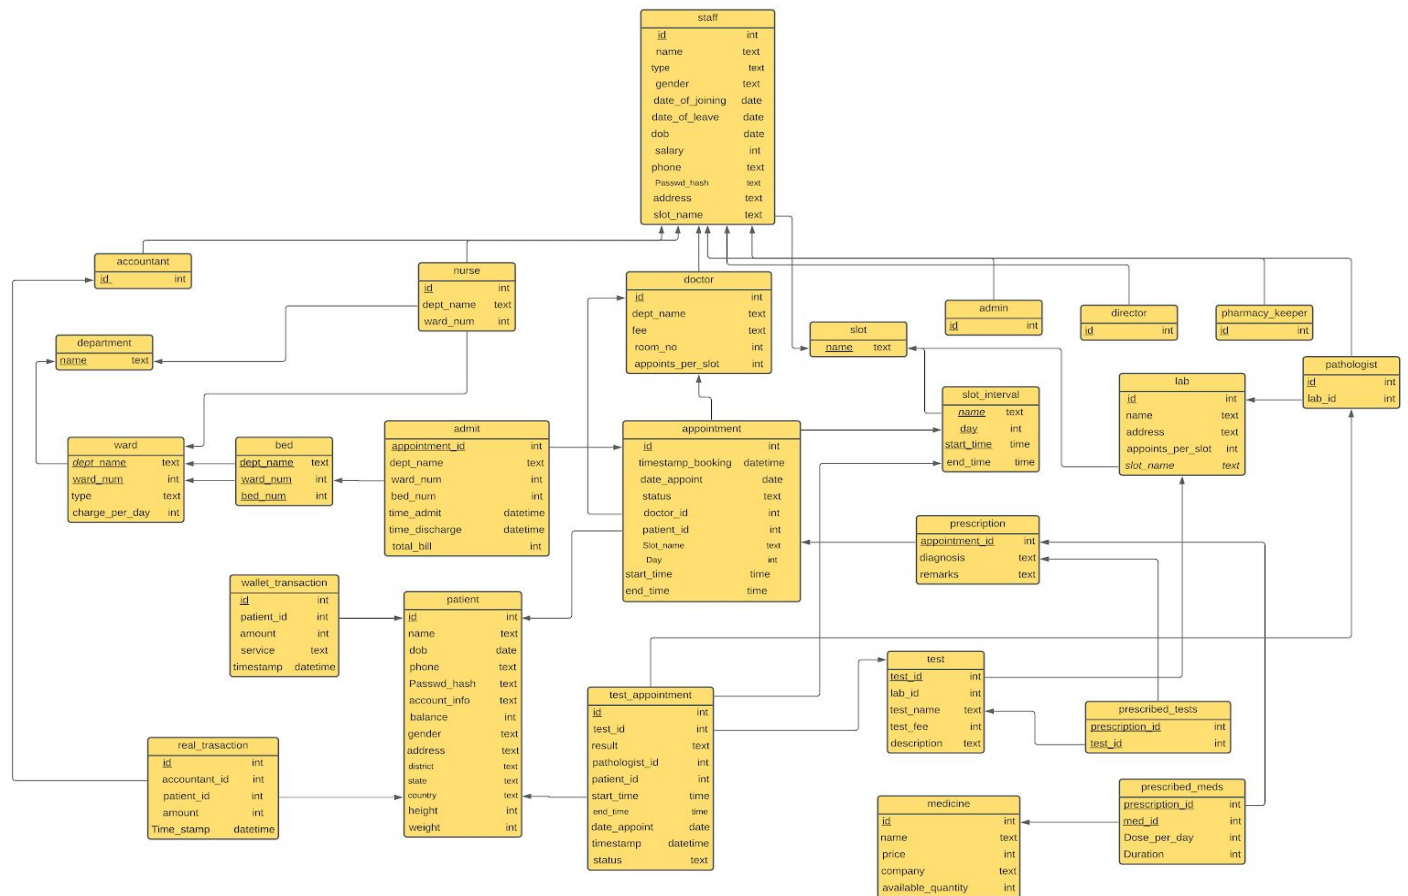 staff
id int
name text
type text
gender text
date_of_joining date
date_of_leave date
dob date
salary int
phone text
Passwd_hash text
address text
slot_name text
accountant
id int
nurse
id int
dept_name text
ward_num int
doctor
id int
dept_name text
fee text
room_no int
appoints_per_slot int
admin
id int
director
id int
pharmacy_keeper
id int
slot
name text
department
name text
pathologist
id int
lab_id int
lab
id int
name text
address text
appoints_per_slot int
slot_name text
slot_interval
name text
day int
start_time time
end_time time
ward
dept_name text
ward_num int
type text
charge_per_day int
bed
dept_name text
ward_num int
bed_num int
admit
appointment_id int
dept_name text
ward_num int
bed_num int
time_admit datetime
time_discharge datetime
total_bill int
appointment
id int
timestamp_booking datetime
date_appoint date
status text
doctor_id int
patient_id int
Slot_name text
Day int
start_time time
end_time time
prescription
appointment_id int
diagnosis text
remarks text
wallet_transaction
id int
patient_id int
amount int
service text
timestamp datetime
patient
id int
name text
dob date
phone text
Passwd_hash text
account_info text
balance int
gender text
address text
district text
state text
country text
height int
weight int
test_appointment
id int
test_id int
result text
pathologist_id int
patient_id int
start_time time
end_time time
date_appoint date
timestamp datetime
status text
test
test_id int
lab_id int
test_name text
test_fee int
description text
prescribed_tests
prescription_id int
test_id int
real_trasaction
id int
accountant_id int
patient_id int
amount int
Time_stamp datetime
medicine
id int
name text
price int
company text
available_quantity int
prescribed_meds
prescription_id int
med_id int
Dose_per_day int
Duration int